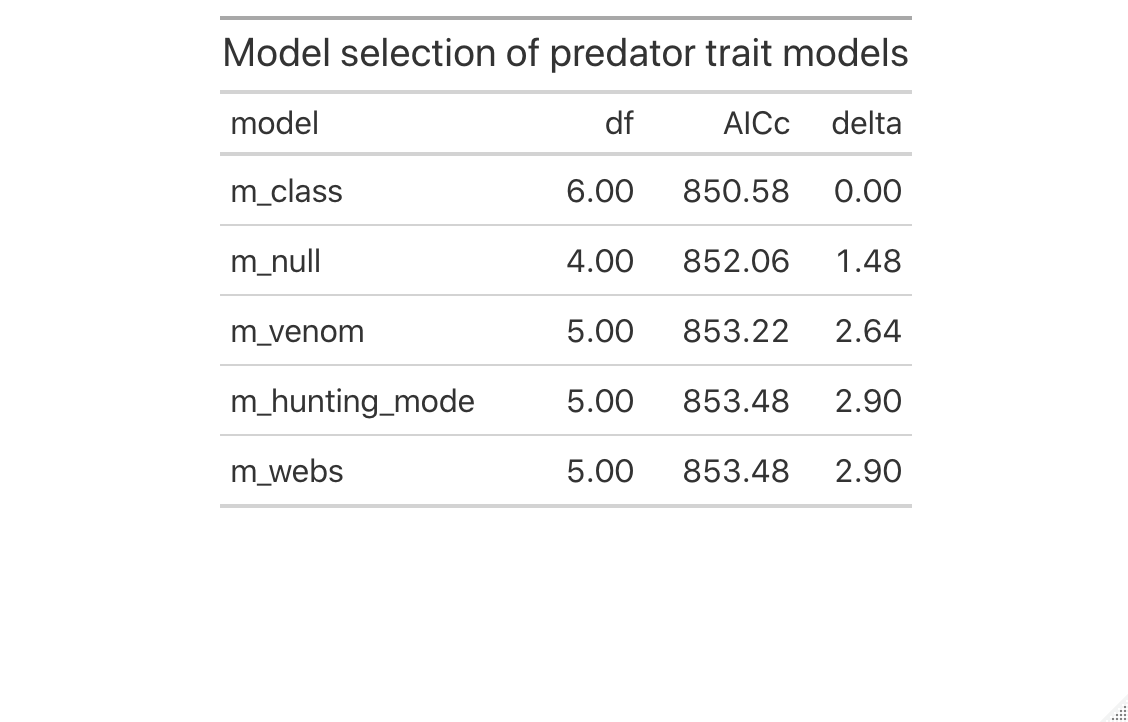 Model selection of predator trait models
model df AICc delta
m_class 6.00 850.58 0.00
m_null 4.00 852.06 1.48
m_venom 5.00 853.22 2.64
m_hunting_mode 5.00 853.48 2.90
m_webs 5.00 853.48 2.90